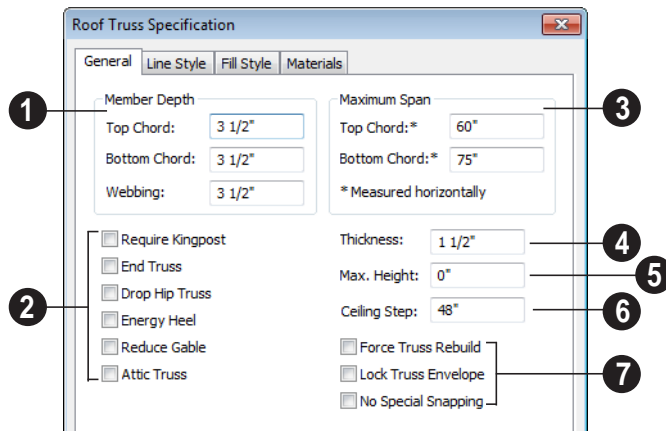 Roof Truss Specification
General Line Style Fill Style Materials
Member Depth
Top Chord: 3 1/2"
Bottom Chord: 3 1/2"
Webbing: 3 1/2"
Maximum Span
Top Chord:* 60"
Bottom Chord:* 75"
* Measured horizontally
Require Kingpost
End Truss
Drop Hip Truss
Energy Heel
Reduce Gable
Attic Truss
Thickness: 1 1/2"
Max. Height: 0"
Ceiling Step: 48"
Force Truss Rebuild
Lock Truss Envelope
No Special Snapping
1
2
3
4
5
6
7